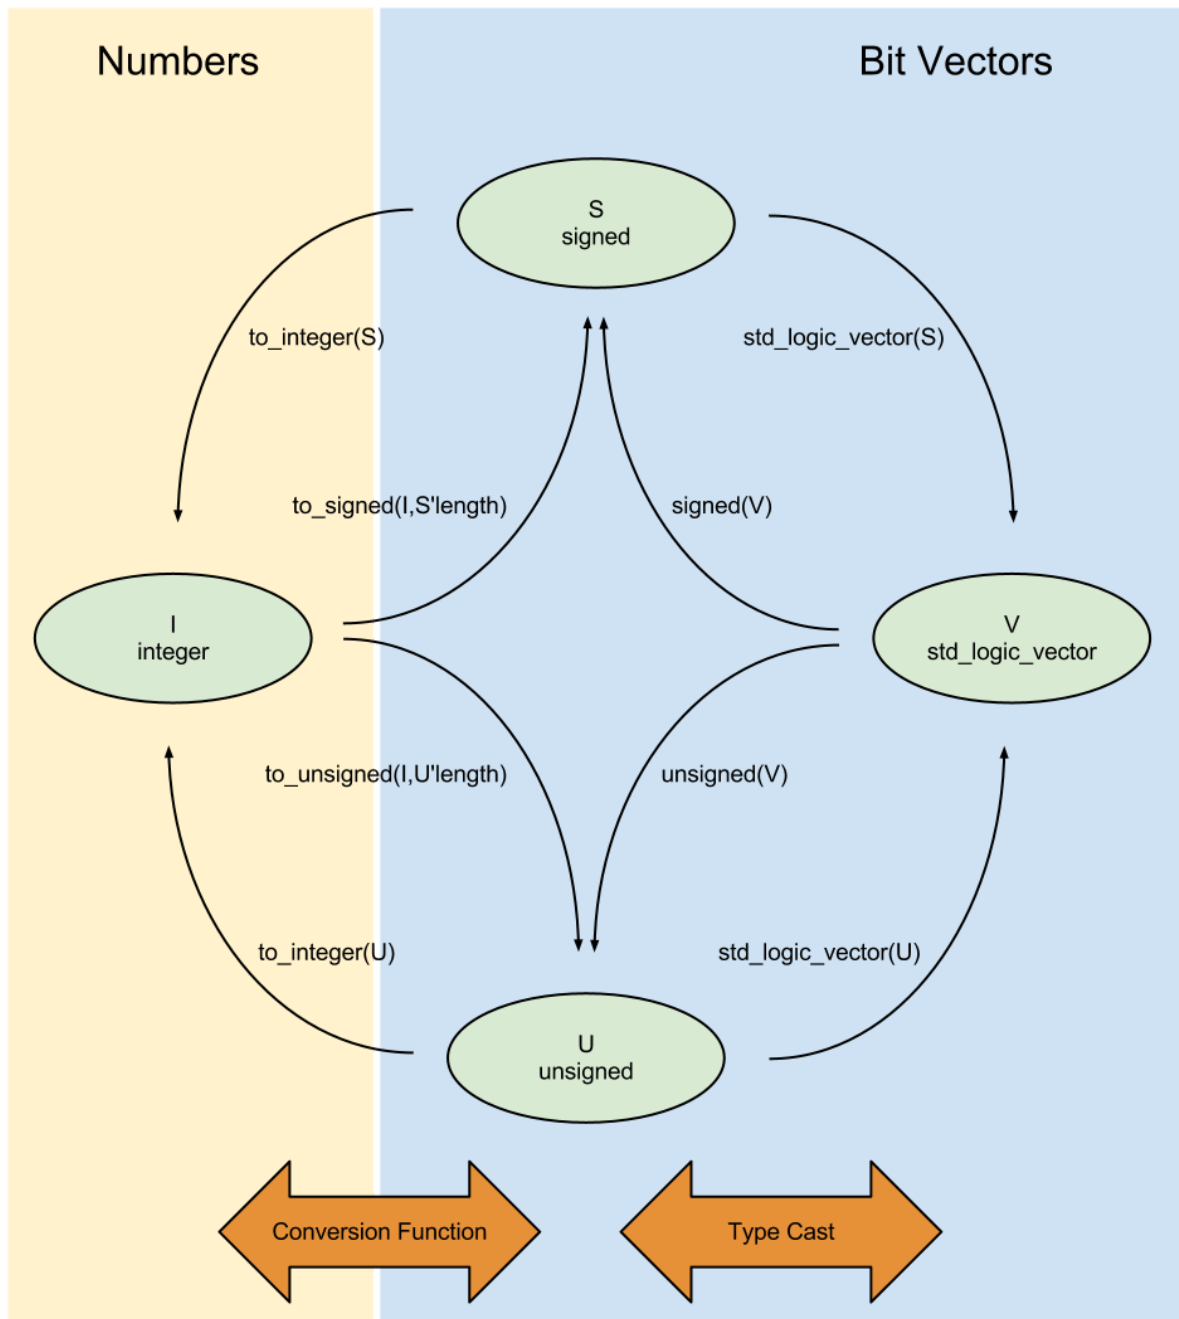 Numbers
Bit Vectors
S
signed
to_integer(S)
std_logic_vector(S)
to_signed(I,S'length)
signed(V)
I
integer
V
std_logic_vector
to_unsigned(I,U'length)
unsigned(V)
to_integer(U)
std_logic_vector(U)
U
unsigned
Conversion Function
Type Cast